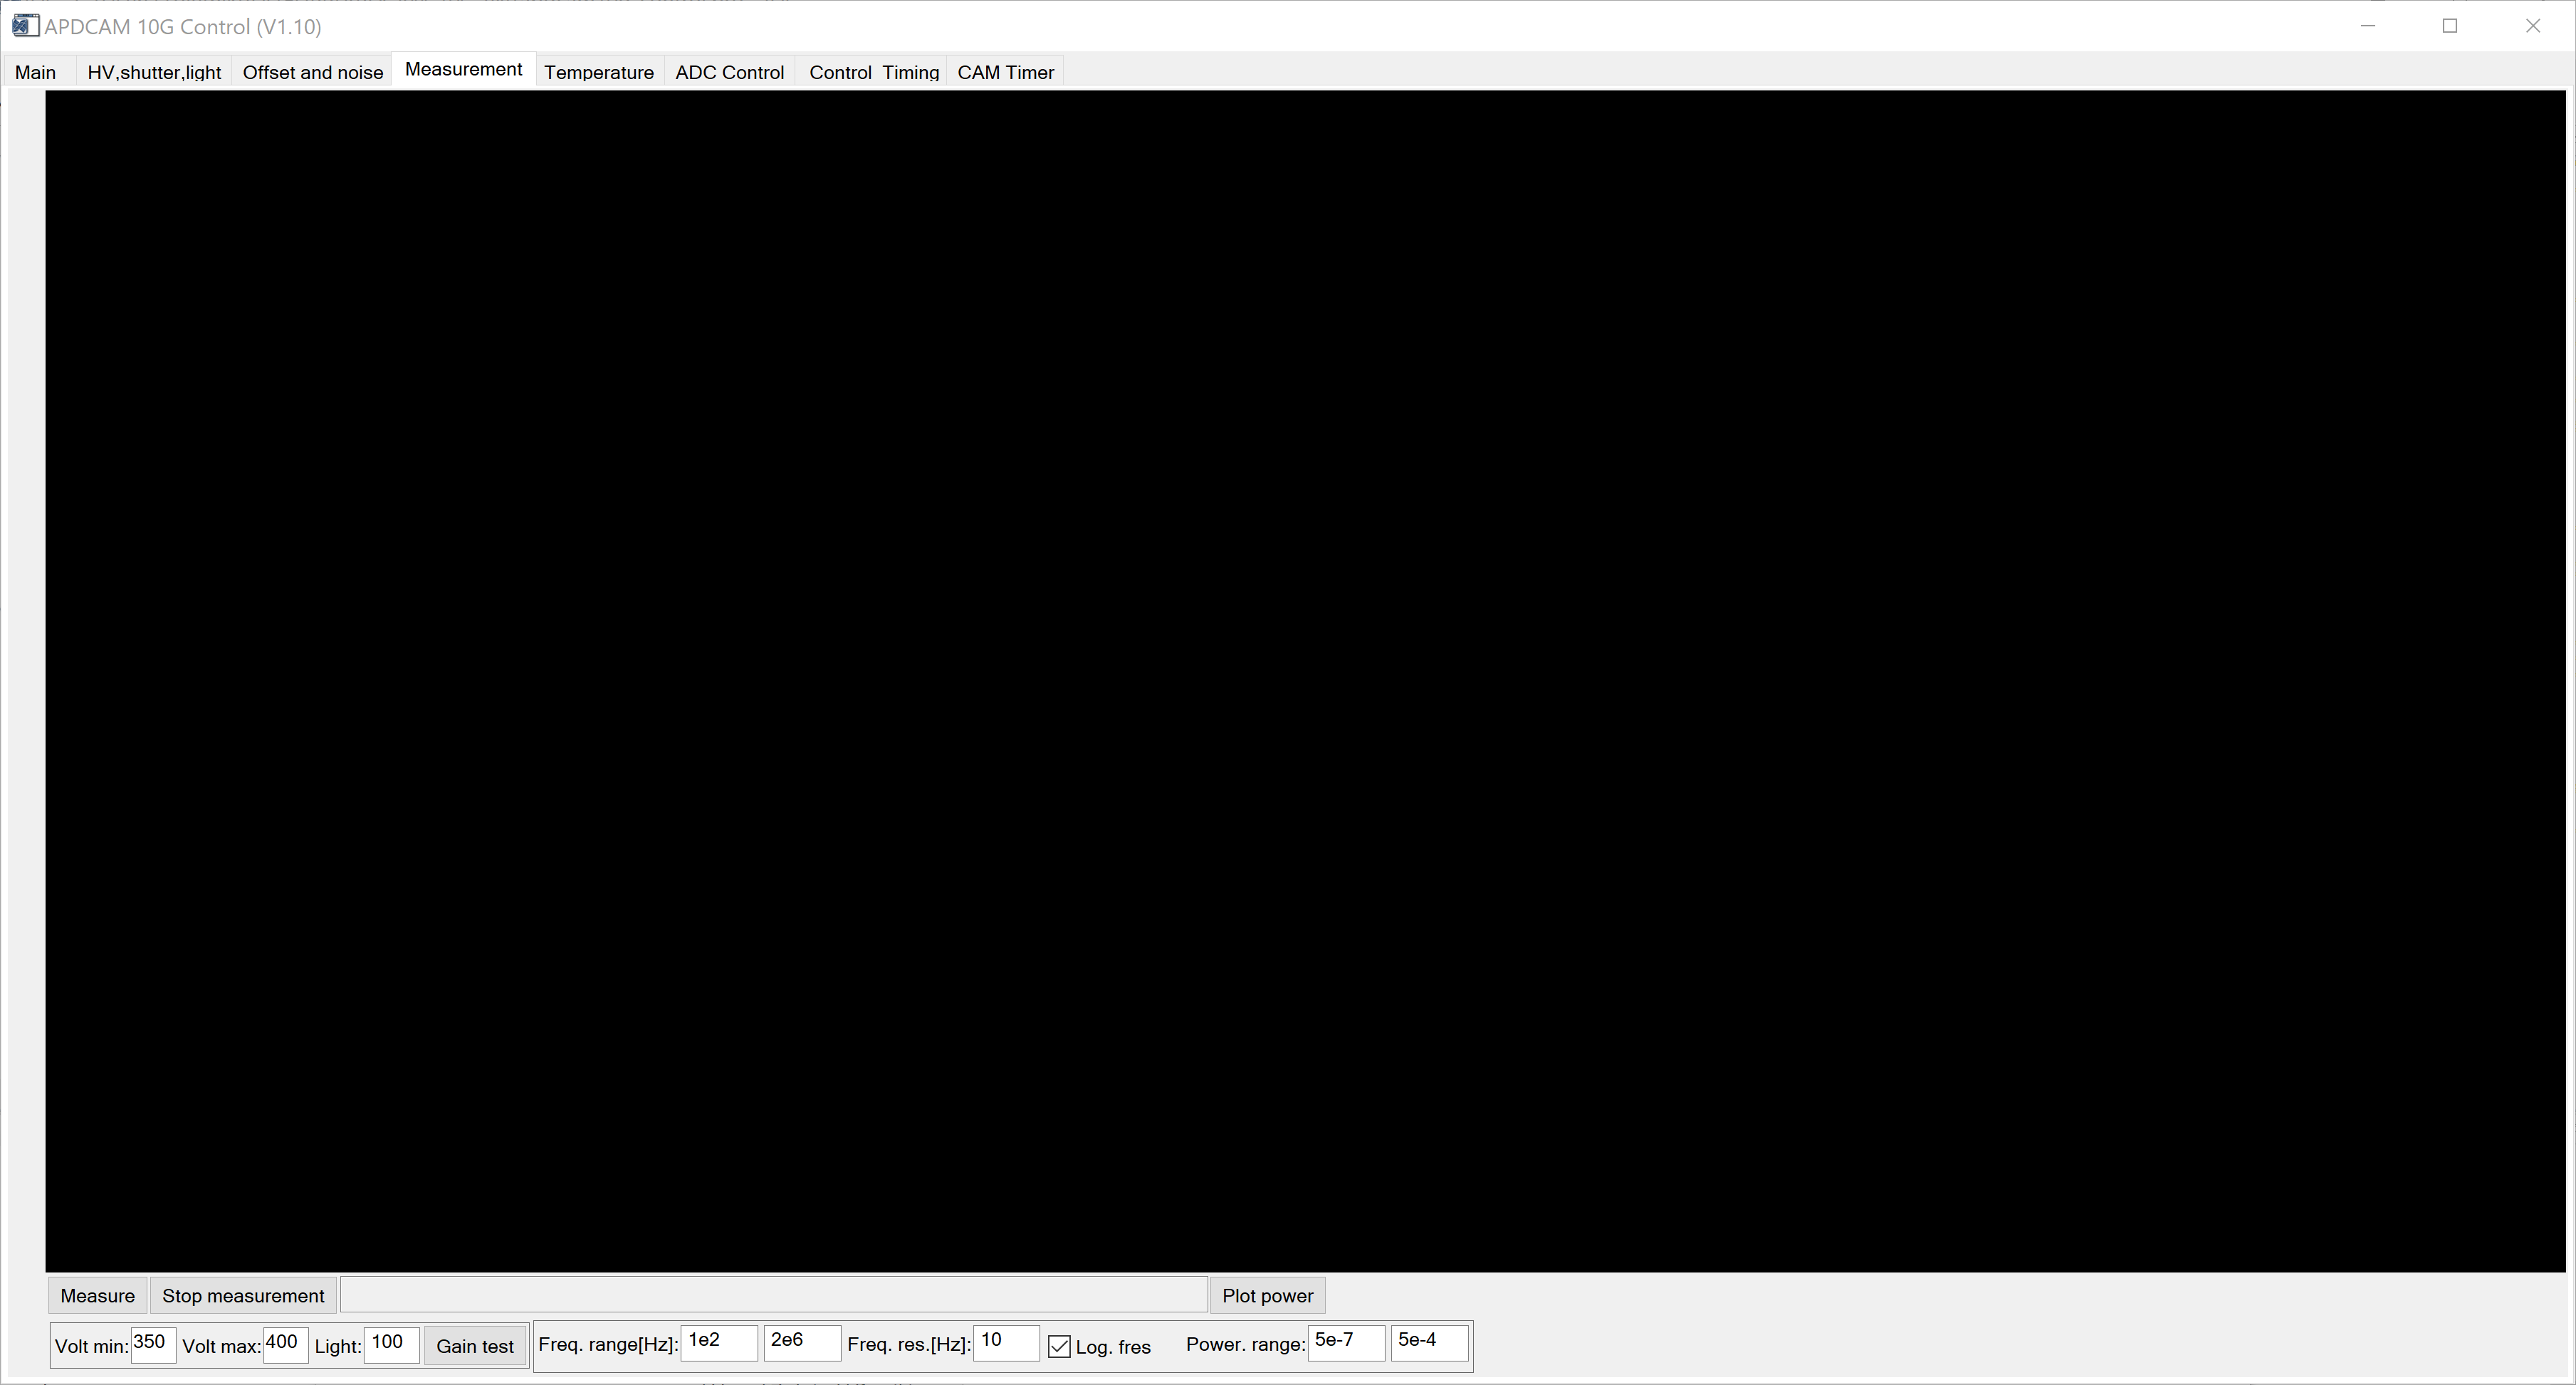 APDCAM 10G Control (V1.10)
Main HV,shutter,light Offset and noise Measurement Temperature ADC Control Control Timing CAM Timer
Measure Stop measurement Plot power
Volt min: 350 Volt max: 400 Light: 100 Gain test Freq. range[Hz]: 1e2 2e6 Freq. res.[Hz]: 10 Log. fres Power. range: 5e-7 5e-4